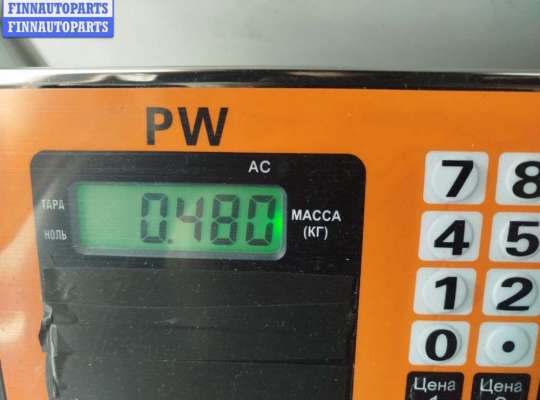 FINNAUTOPARTS
FINNAUTOPARTS
PW
AC
ТАРА
НОЛЬ
0.480
МАССА
(КГ)
7 8
4 5
1 2
0 •
Цена
1
Цена